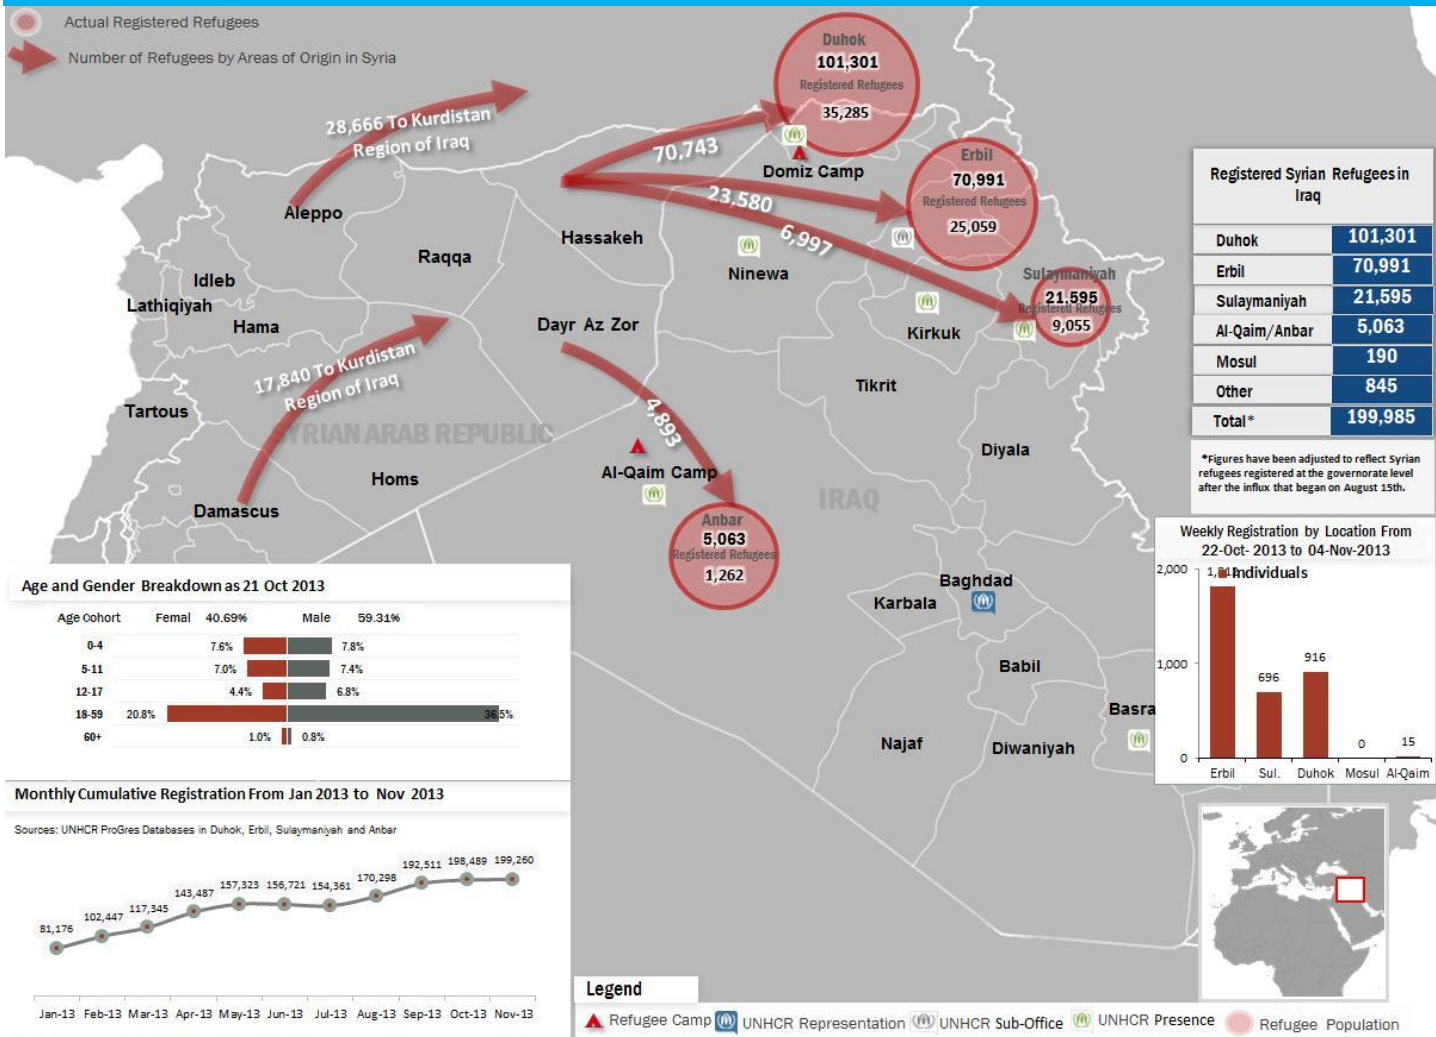 Actual Registered Refugees
Number of Refugees by Areas of Origin in Syria
28,666 To Kurdistan
Region of Iraq
17,840 To Kurdistan
Region of Iraq
70,743
23,580
6,997
4,893
Duhok
101,301
Registered Refugees
35,285
Domiz Camp
Erbil
70,991
Registered Refugees
25,059
Sulaymaniyah
21,595
Registered Refugees
9,055
Aleppo
Idleb
Lathiqiyah
Hama
Raqqa
Hassakeh
Dayr Az Zor
Tartous
SYRIAN ARAB REPUBLIC
Homs
Damascus
Ninewa
Kirkuk
Tikrit
Diyala
Al-Qaim Camp
IRAQ
Anbar
5,063
Registered Refugees
1,262
Baghdad
Karbala
Babil
Najaf
Diwaniyah
Basra
Registered Syrian Refugees in
Iraq
Duhok 101,301
Erbil 70,991
Sulaymaniyah 21,595
Al-Qaim/Anbar 5,063
Mosul 190
Other 845
Total* 199,985
*Figures have been adjusted to reflect Syrian
refugees registered at the governorate level
after the influx that began on August 15th.
Weekly Registration by Location From
22-Oct- 2013 to 04-Nov-2013
Individuals
2,000
1,000
0
696
916
0
15
Erbil Sul. Duhok Mosul Al-Qaim
Age and Gender Breakdown as 21 Oct 2013
Age Cohort Femal 40.69% Male 59.31%
0-4 7.6% 7.8%
5-11 7.0% 7.4%
12-17 4.4% 6.8%
18-59 20.8% 36.5%
60+ 1.0% 0.8%
Monthly Cumulative Registration From Jan 2013 to Nov 2013
Sources: UNHCR ProGres Databases in Duhok, Erbil, Sulaymaniyah and Anbar
81,176 102,447 117,345 143,487 157,323 156,721 154,361 170,298 192,511 198,489 199,260
Jan-13 Feb-13 Mar-13 Apr-13 May-13 Jun-13 Jul-13 Aug-13 Sep-13 Oct-13 Nov-13
Legend
Refugee Camp UNHCR Representation UNHCR Sub-Office UNHCR Presence Refugee Population